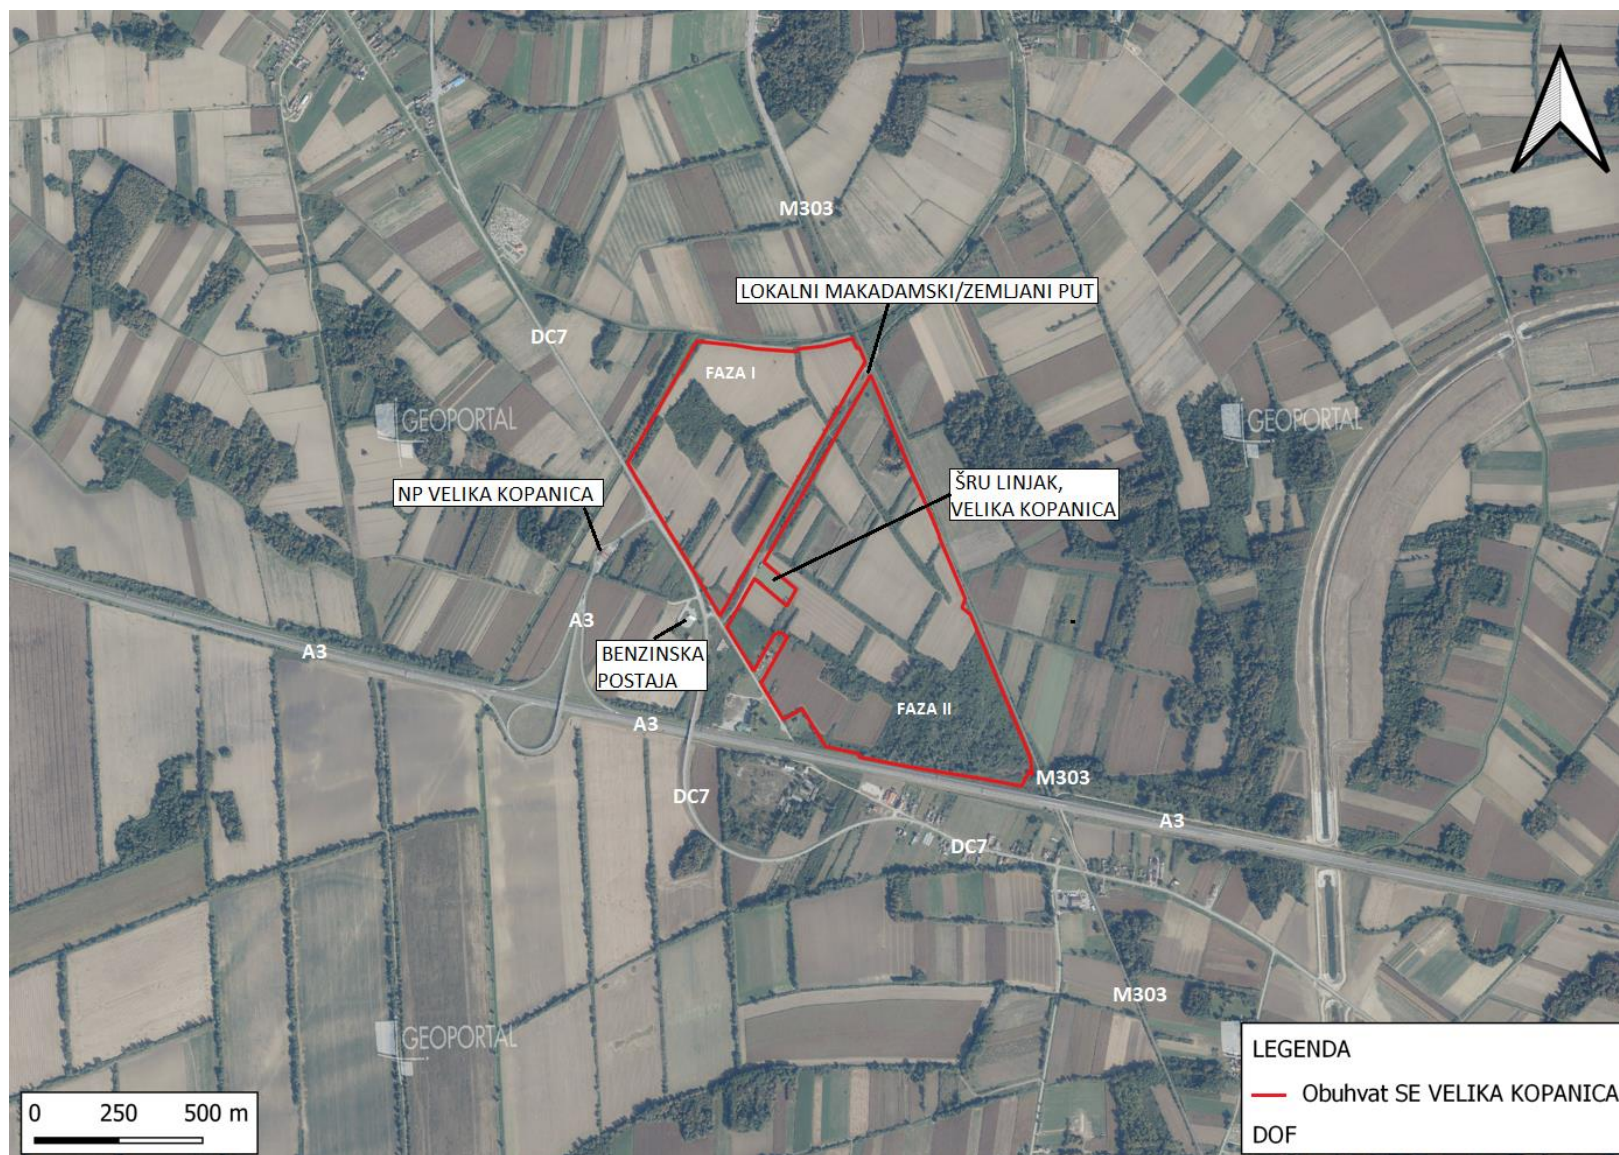 M303
LOKALNI MAKADAMSKI/ZEMLJANI PUT
DC7
FAZA I
GEOPORTAL
GEOPORTAL
NP VELIKA KOPANICA
ŠRU LINJAK,
VELIKA KOPANICA
A3
A3
BENZINSKA
POSTAJA
A3
FAZA II
M303
DC7
A3
DC7
M303
GEOPORTAL
LEGENDA
Obuhvat SE VELIKA KOPANICA
DOF
0 250 500 m